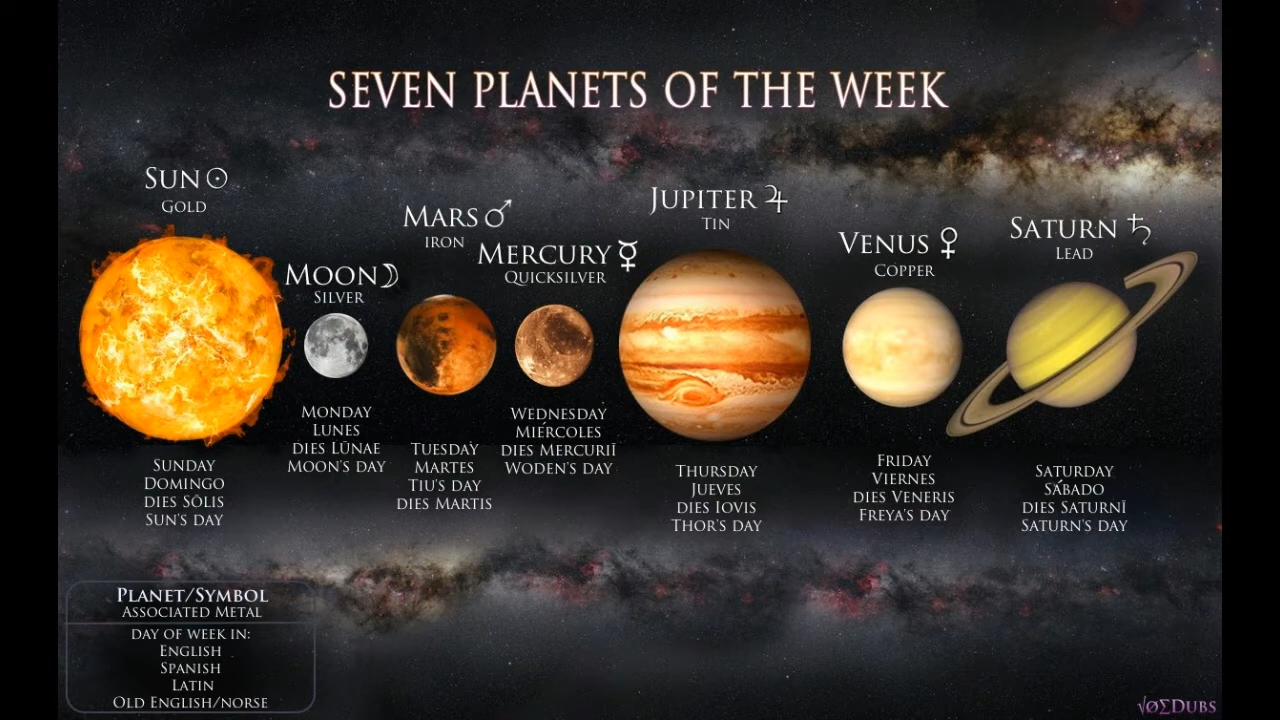 SEVEN PLANETS OF THE WEEK
SUN ☉
GOLD
SUNDAY
DOMINGO
DIES SŌLIS
SUN'S DAY
MOON ☽
SILVER
MONDAY
LUNES
DIES LŪNAE
MOON'S DAY
MARS ♂
IRON
TUESDAY
MARTES
TIU'S DAY
DIES MARTIS
MERCURY ☿
QUICKSILVER
WEDNESDAY
MIÉRCOLES
DIES MERCURIĪ
WODEN'S DAY
JUPITER ♃
TIN
THURSDAY
JUEVES
DIES IOVIS
THOR'S DAY
VENUS ♀
COPPER
FRIDAY
VIERNES
DIES VENERIS
FREYA'S DAY
SATURN ♄
LEAD
SATURDAY
SÁBADO
DIES SATURNĪ
SATURN'S DAY
PLANET/SYMBOL
ASSOCIATED METAL
DAY OF WEEK IN:
ENGLISH
SPANISH
LATIN
OLD ENGLISH/NORSE
√ØΣDUBS